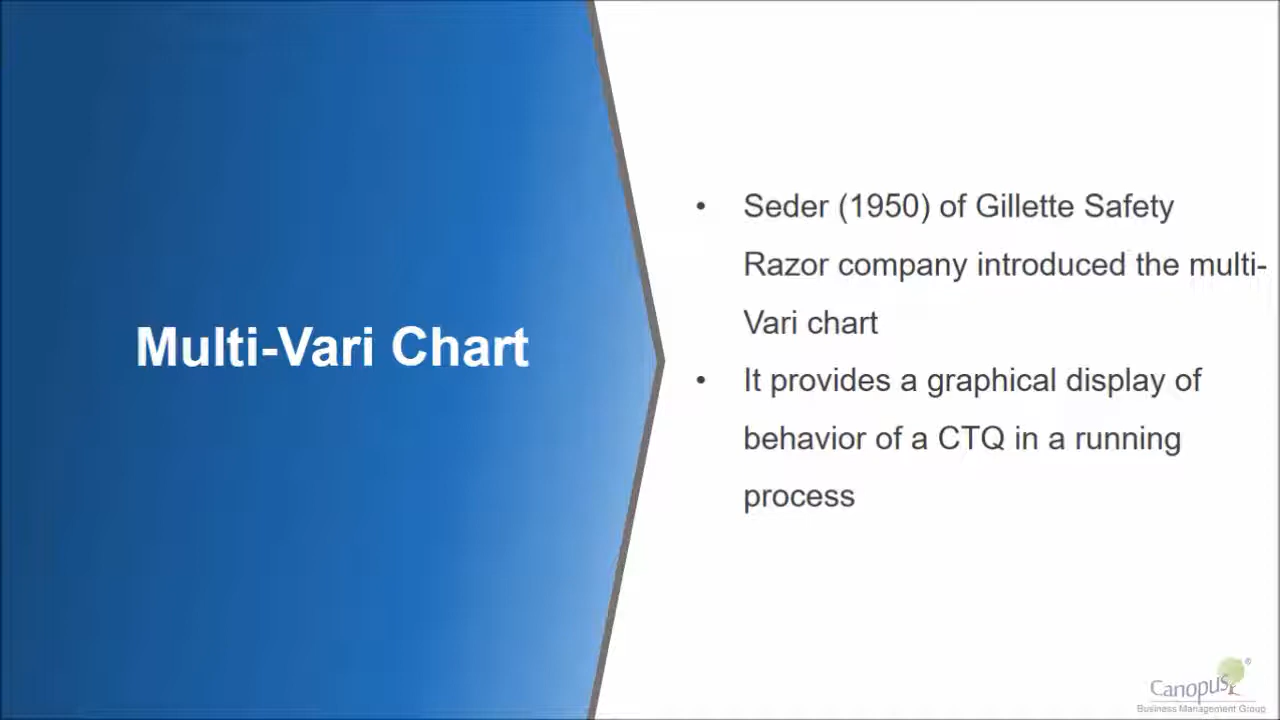 Multi-Vari Chart
• Seder (1950) of Gillette Safety
Razor company introduced the multi-
Vari chart
• It provides a graphical display of
behavior of a CTQ in a running
process
Canopus®
Business Management Group